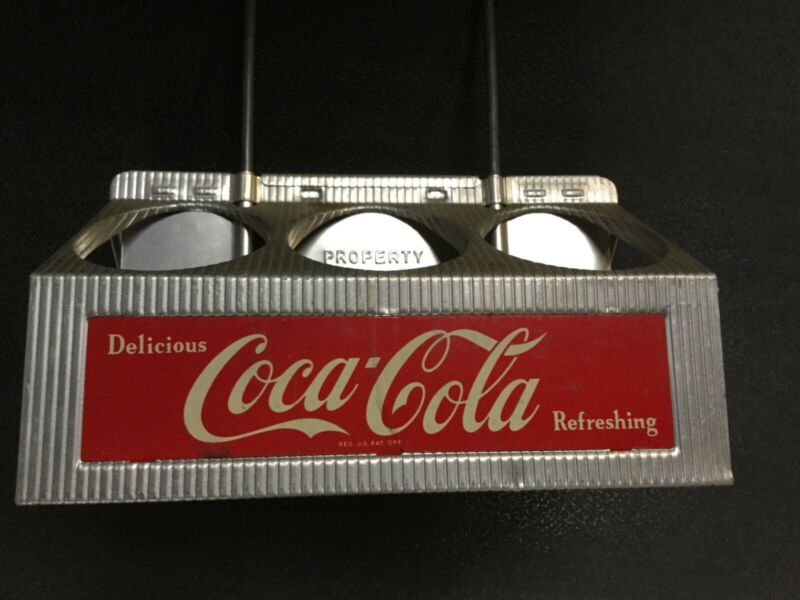 PROPERTY
Delicious
Coca-Cola
Refreshing
REG. U.S. PAT. OFF.